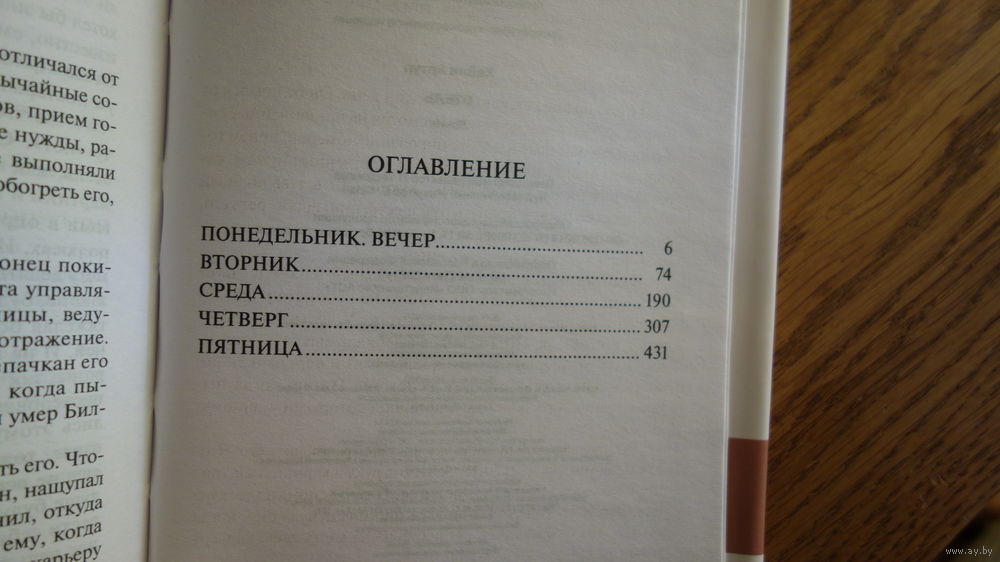 отличался от
ычайные со-
ов, прием го-
е нужды, ра-
выполняли
обогреть его,
онец поки-
та управля-
ицы, веду-
отражение.
пачкан его
когда пы-
умер Бил-
ть его. Что-
н, нащупал
ил, откуда
ему, когда
карьеру
ОГЛАВЛЕНИЕ
ПОНЕДЕЛЬНИК. ВЕЧЕР 6
ВТОРНИК 74
СРЕДА 190
ЧЕТВЕРГ 307
ПЯТНИЦА 431
www.ay.by